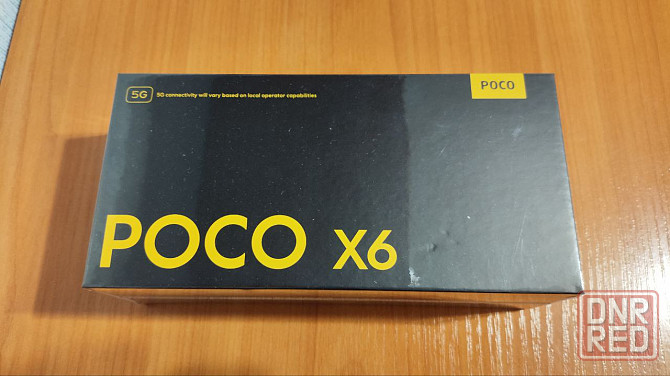 5G 5G connectivity will vary based on local operator capabilities
POCO
POCO X6
DNR
RED